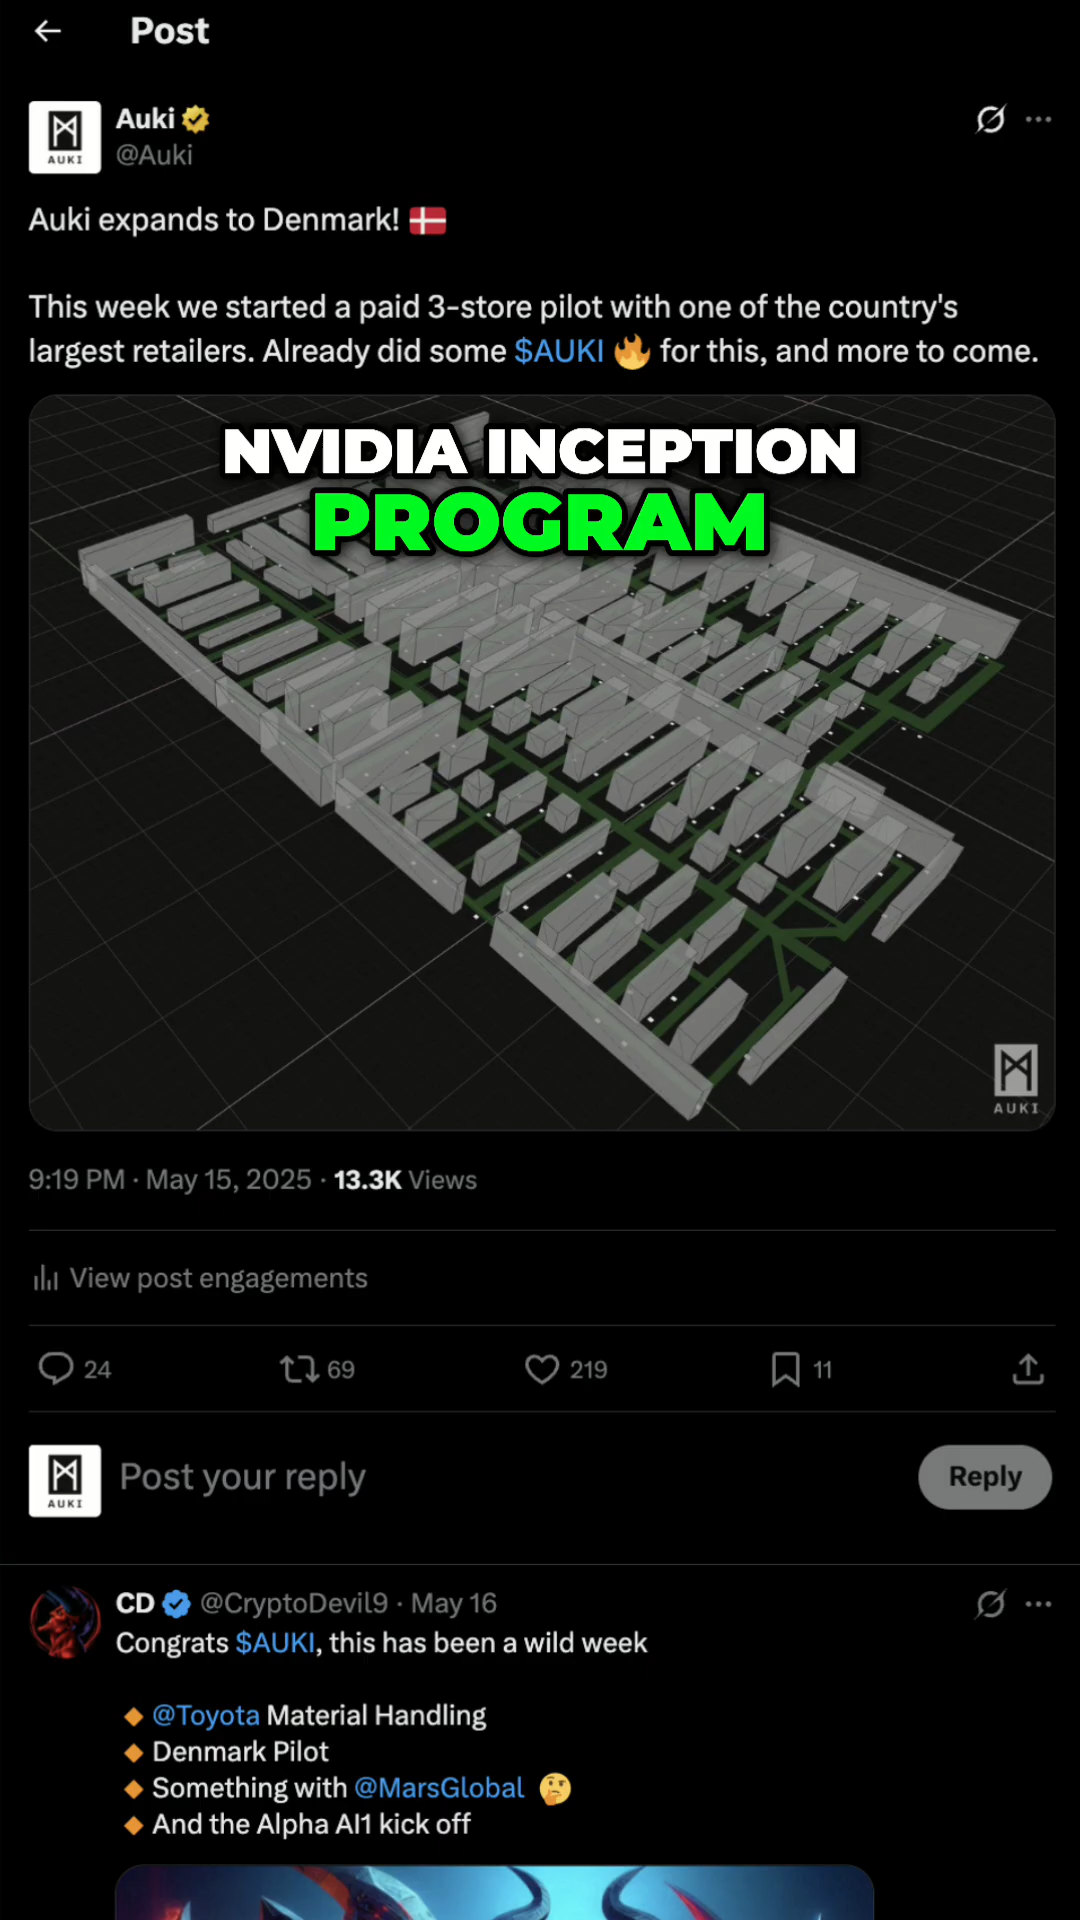 Post
AUKI
Auki
@Auki
Auki expands to Denmark! 🇩🇰
This week we started a paid 3-store pilot with one of the country's
largest retailers. Already did some $AUKI 🔥 for this, and more to come.
NVIDIA INCEPTION
PROGRAM
AUKI
9:19 PM · May 15, 2025 · 13.3K Views
View post engagements
24 69 219 11
AUKI
Post your reply
Reply
CD @CryptoDevil9 · May 16
Congrats $AUKI, this has been a wild week
🔸 @Toyota Material Handling
🔸 Denmark Pilot
🔸 Something with @MarsGlobal 🤔
🔸 And the Alpha AI1 kick off